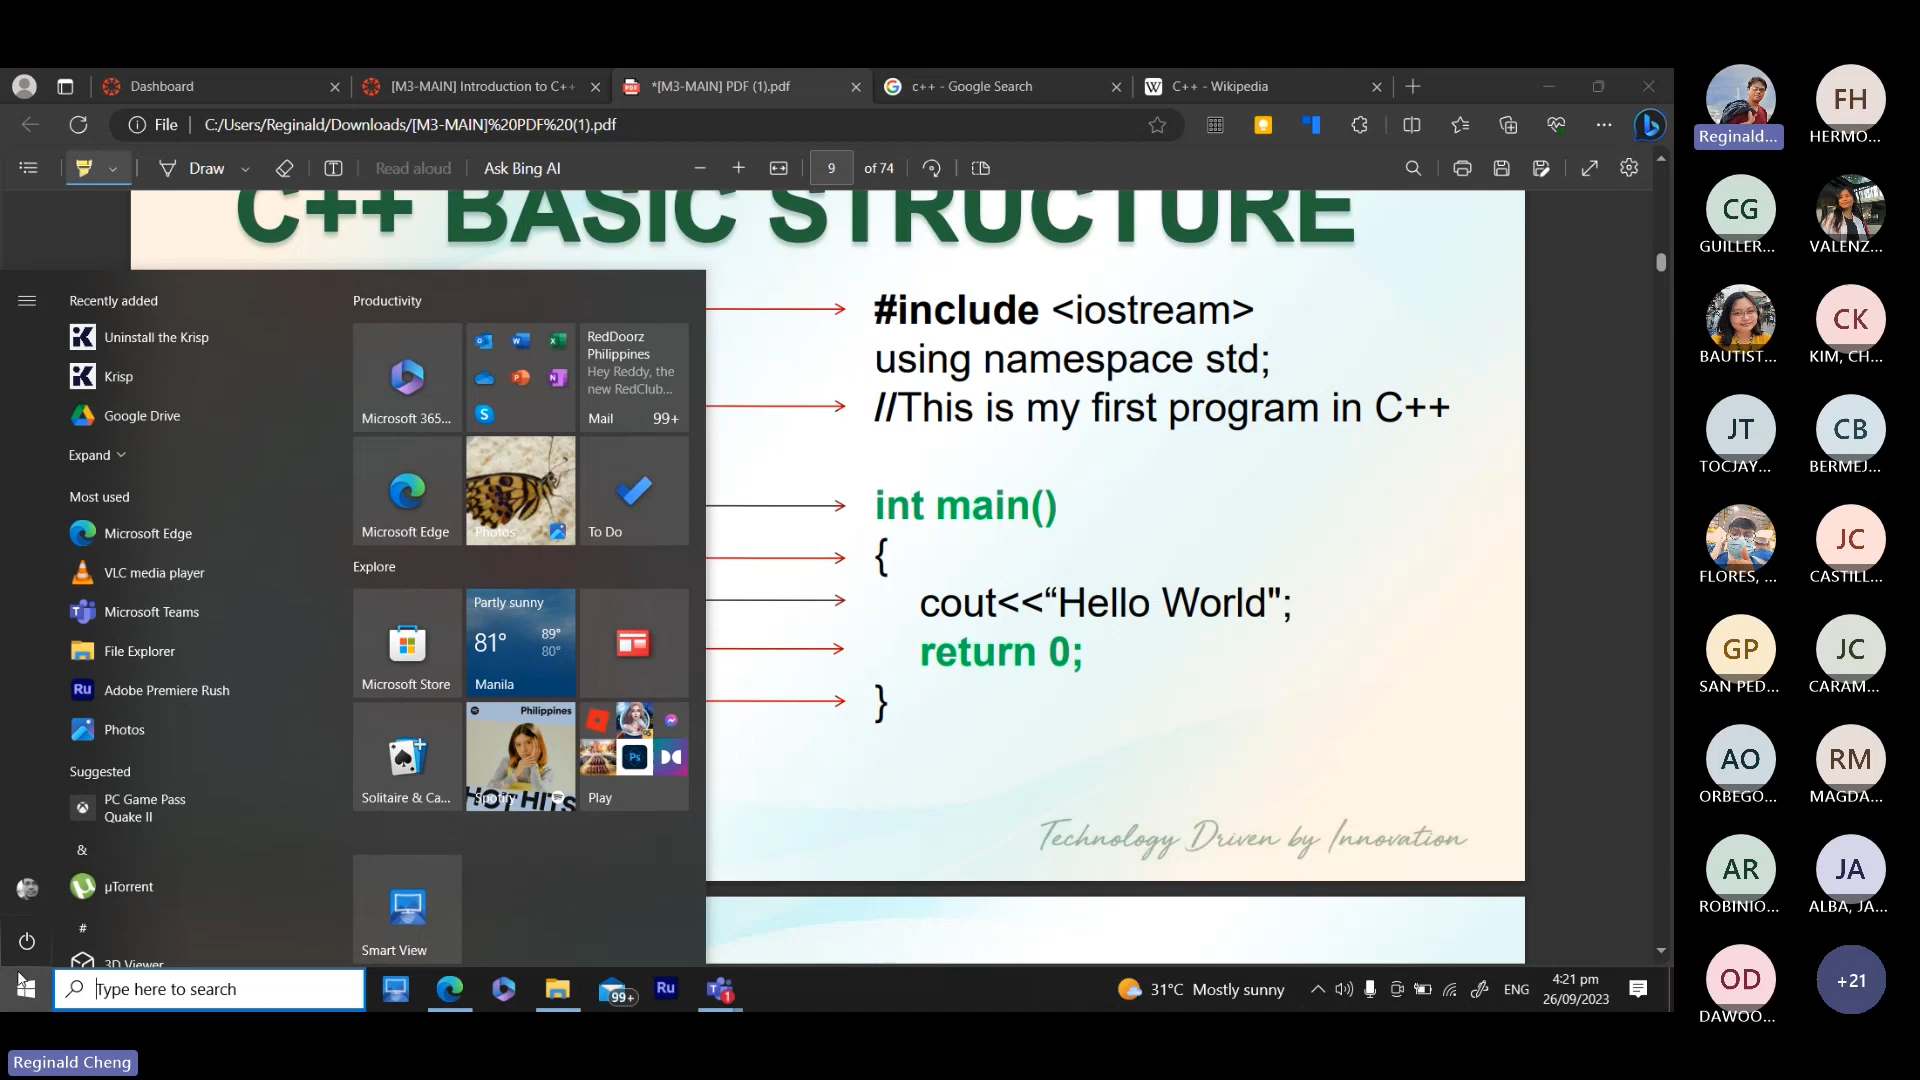 Dashboard
[M3-MAIN] Introduction to C++
*[M3-MAIN] PDF (1).pdf
c++ - Google Search
C++ - Wikipedia
File
C:/Users/Reginald/Downloads/[M3-MAIN]%20PDF%20(1).pdf
Draw
Read aloud
Ask Bing AI
9
of 74
C++ BASIC STRUCTURE
#include <iostream>
using namespace std;
//This is my first program in C++
int main()
{
cout<<“Hello World";
return 0;
}
Technology Driven by Innovation
Recently added
Uninstall the Krisp
Krisp
Google Drive
Expand
Most used
Microsoft Edge
VLC media player
Microsoft Teams
File Explorer
Adobe Premiere Rush
Photos
Suggested
PC Game Pass
Quake II
&
µTorrent
#
3D Viewer
Productivity
Microsoft 365...
RedDoorz
Philippines
Hey Reddy, the
new RedClub...
Mail
99+
Microsoft Edge
Photos
To Do
Explore
Microsoft Store
Partly sunny
81°
89°
80°
Manila
Solitaire & Ca...
Philippines
HOT HITS
Spotify
Ps
Play
Smart View
Type here to search
99+
Ru
1
31°C Mostly sunny
ENG
4:21 pm
26/09/2023
Reginald Cheng
Reginald...
FH
HERMO...
CG
GUILLER...
VALENZ...
BAUTIST...
CK
KIM, CH...
JT
TOCJAY...
CB
BERMEJ...
FLORES, ...
JC
CASTILL...
GP
SAN PED...
JC
CARAM...
AO
ORBEGO...
RM
MAGDA...
AR
ROBINIO...
JA
ALBA, JA...
OD
DAWOO...
+21